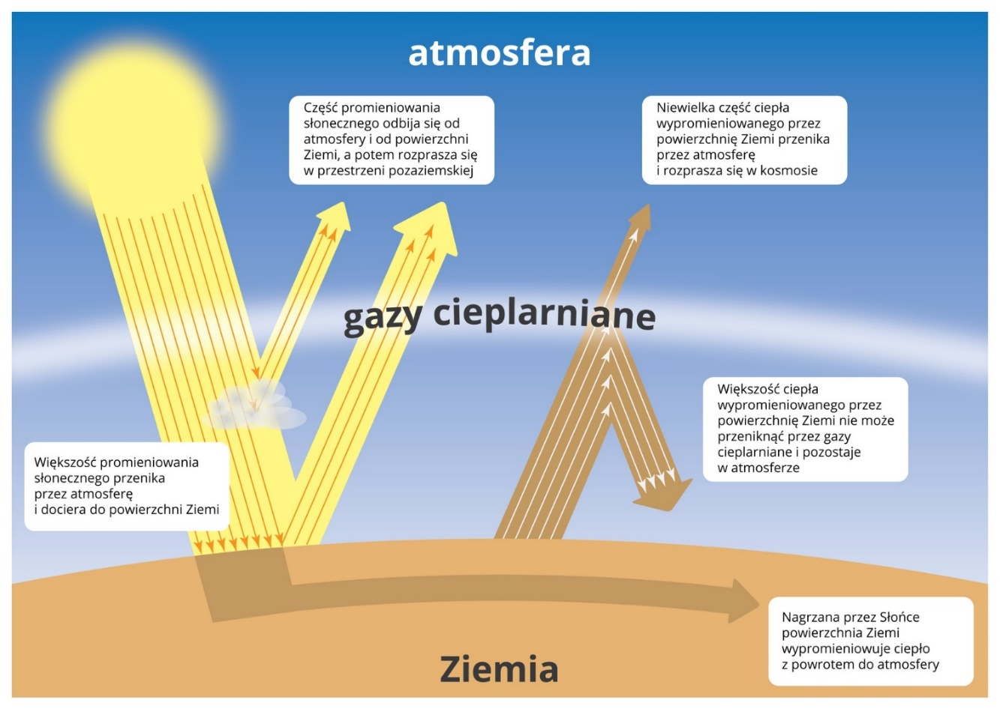 atmosfera
Część promieniowania
słonecznego odbija się od
atmosfery i od powierzchni
Ziemi, a potem rozprasza się
w przestrzeni pozaziemskiej
Niewielka część ciepła
wypromieniowanego przez
powierzchnię Ziemi przenika
przez atmosferę
i rozprasza się w kosmosie
gazy cieplarniane
Większość ciepła
wypromieniowanego przez
powierzchnię Ziemi nie może
przeniknąć przez gazy
cieplarniane i pozostaje
w atmosferze
Większość promieniowania
słonecznego przenika
przez atmosferę
i dociera do powierzchni Ziemi
Nagrzana przez Słońce
powierzchnia Ziemi
wypromieniowuje ciepło
z powrotem do atmosfery
Ziemia